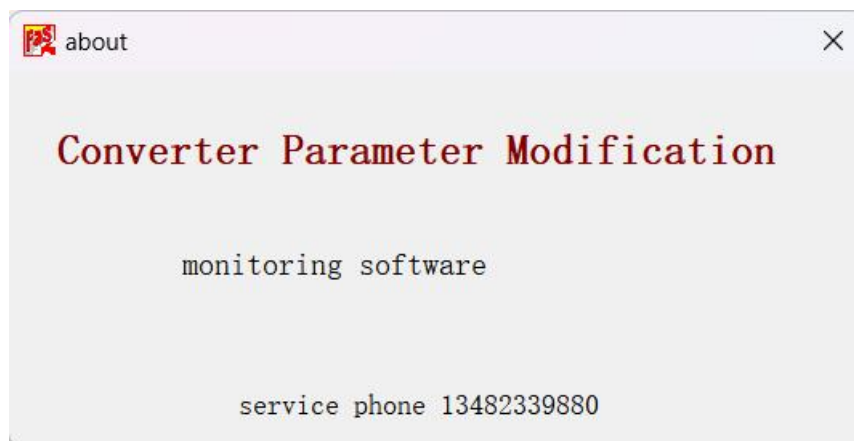 about
Converter Parameter Modification
monitoring software
service phone 13482339880